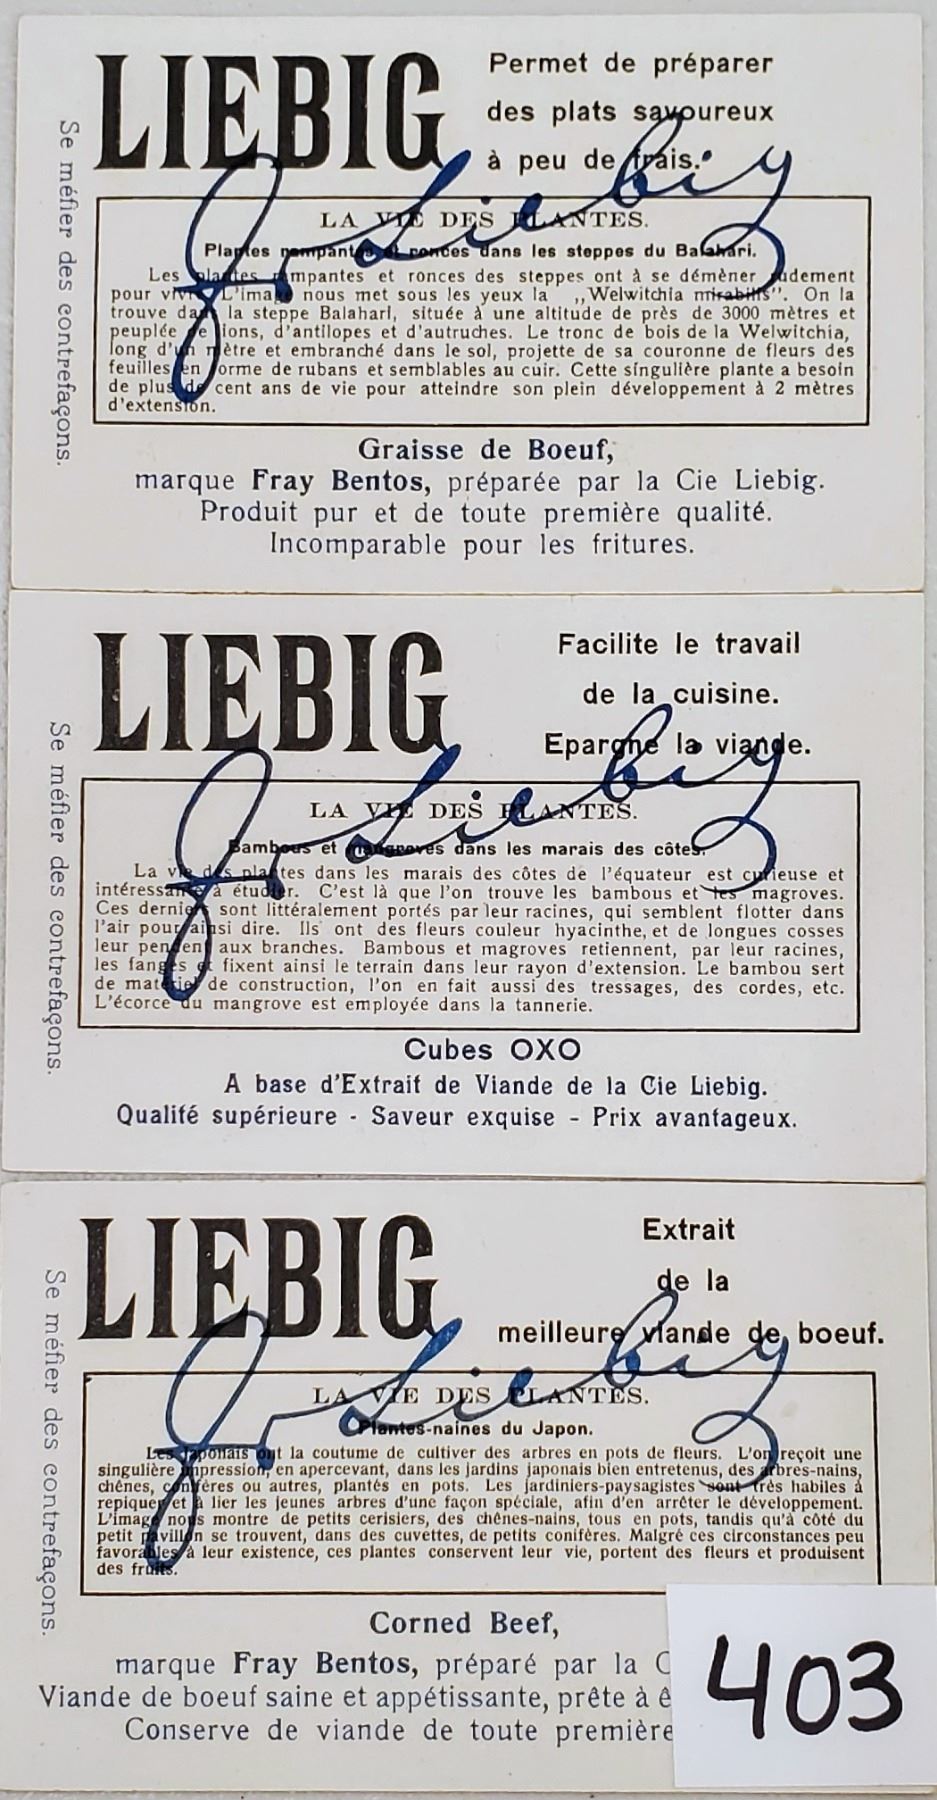 LIEBIG
Permet de préparer
des plats savoureux
à peu de frais.
Se méfier des contrefaçons.
J. Liebig
LA VIE DES PLANTES.
Plantes rampantes et ronces dans les steppes du Balahari.
Les plantes rampantes et ronces des steppes ont à se démèner rudement
pour vivre. L'image nous met sous les yeux la „Welwitchia mirabilis". On la
trouve dans la steppe Balahari, située à une altitude de près de 3000 mètres et
peuplée de lions, d'antilopes et d'autruches. Le tronc de bois de la Welwitchia,
long d'un mètre et embranché dans le sol, projette de sa couronne de fleurs des
feuilles en forme de rubans et semblables au cuir. Cette singulière plante a besoin
de plus de cent ans de vie pour atteindre son plein développement à 2 mètres
d'extension.
Graisse de Boeuf,
marque Fray Bentos, préparée par la Cie Liebig.
Produit pur et de toute première qualité.
Incomparable pour les fritures.
LIEBIG
Facilite le travail
de la cuisine.
Epargne la viande.
Se méfier des contrefaçons.
J. Liebig
LA VIE DES PLANTES.
Bambous et mangroves dans les marais des côtes.
La vie des plantes dans les marais des côtes de l'équateur est curieuse et
intéressante à étudier. C'est là que l'on trouve les bambous et les magroves.
Ces derniers sont littéralement portés par leur racines, qui semblent flotter dans
l'air pour ainsi dire. Ils ont des fleurs couleur hyacinthe, et de longues cosses
leur pendent aux branches. Bambous et magroves retiennent, par leur racines,
les fanges et fixent ainsi le terrain dans leur rayon d'extension. Le bambou sert
de matériel de construction, l'on en fait aussi des tressages, des cordes, etc.
L'écorce du mangrove est employée dans la tannerie.
Cubes OXO
A base d'Extrait de Viande de la Cie Liebig.
Qualité supérieure - Saveur exquise - Prix avantageux.
LIEBIG
Extrait
de la
meilleure viande de boeuf.
Se méfier des contrefaçons.
J. Liebig
LA VIE DES PLANTES.
Plantes-naines du Japon.
Les Japonais ont la coutume de cultiver des arbres en pots de fleurs. L'on reçoit une
singulière impression, en apercevant, dans les jardins japonais bien entretenus, des arbres-nains,
chênes, conifères ou autres, plantés en pots. Les jardiniers-paysagistes sont très habiles à
repiquer et à lier les jeunes arbres d'une façon spéciale, afin d'en arrêter le développement.
L'image nous montre de petits cerisiers, des chênes-nains, tous en pots, tandis qu'à côté du
petit pavillon se trouvent, dans des cuvettes, de petits conifères. Malgré ces circonstances peu
favorables à leur existence, ces plantes conservent leur vie, portent des fleurs et produisent
des fruits.
Corned Beef,
marque Fray Bentos, préparé par la C
Viande de boeuf saine et appétissante, prête à ê
Conserve de viande de toute première
403